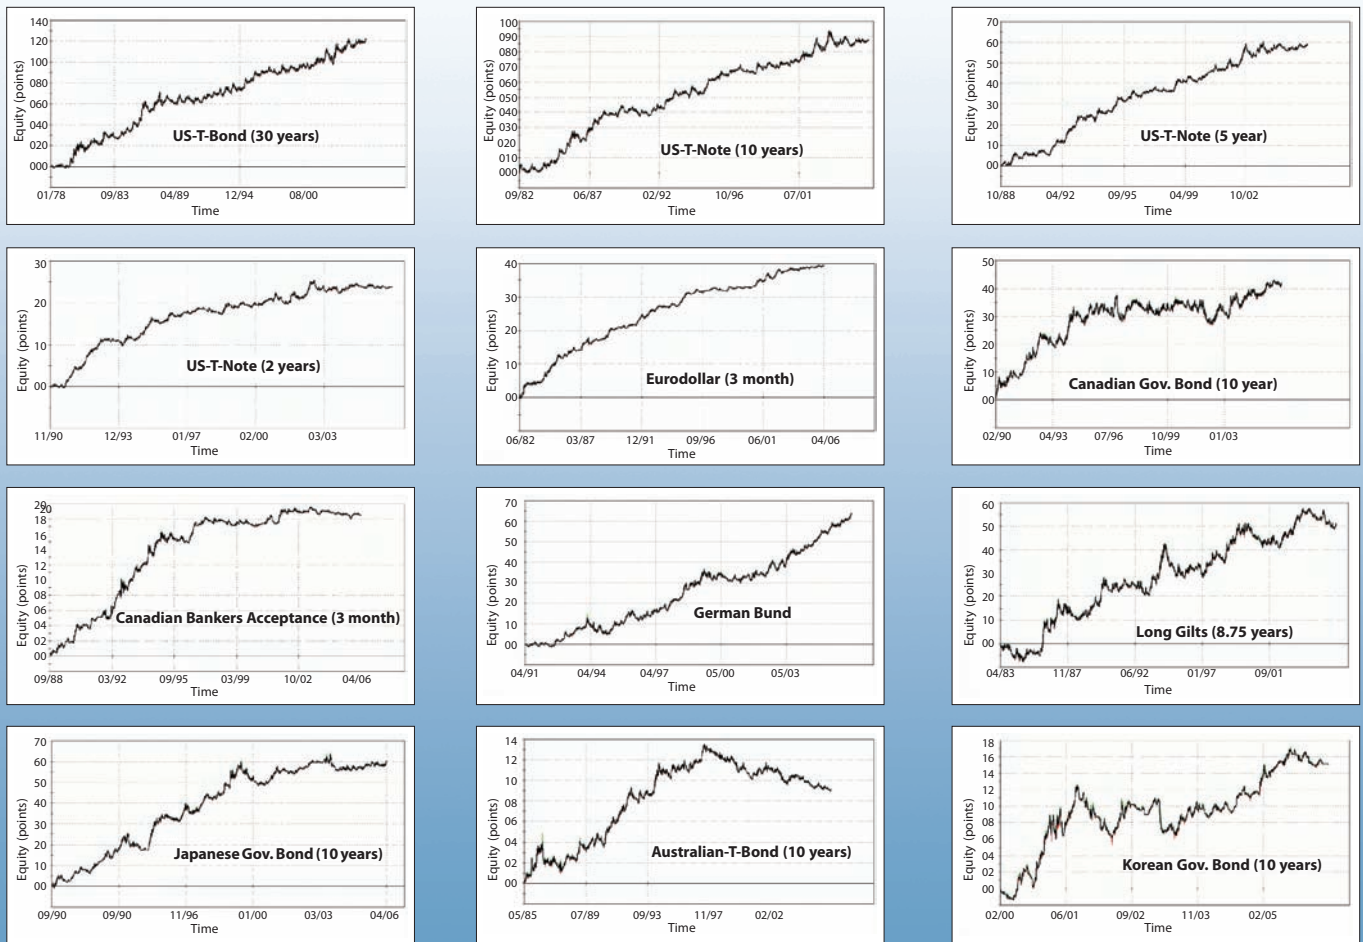 140
120
100
080
060
040
020
000
Equity (points)
US-T-Bond (30 years)
01/78 09/83 04/89 12/94 08/00
Time
100
090
080
070
060
050
040
030
020
010
000
Equity (points)
US-T-Note (10 years)
09/82 06/87 02/92 10/96 07/01
Time
70
60
50
40
30
20
10
00
Equity (points)
US-T-Note (5 year)
10/88 04/92 09/95 04/99 10/02
Time
30
20
10
00
Equity (points)
US-T-Note (2 years)
11/90 12/93 01/97 02/00 03/03
Time
40
30
20
10
00
Equity (points)
Eurodollar (3 month)
06/82 03/87 12/91 09/96 06/01 04/06
Time
50
40
30
20
10
00
Equity (points)
Canadian Gov. Bond (10 year)
02/90 04/93 07/96 10/99 01/03
Time
20
20
18
16
14
12
10
08
06
04
02
00
Equity (points)
Canadian Bankers Acceptance (3 month)
09/88 03/92 09/95 03/99 10/02 04/06
Time
70
60
50
40
30
20
10
00
Equity (points)
German Bund
04/91 04/94 04/97 05/00 05/03
Time
60
50
40
30
20
10
00
Equity (points)
Long Gilts (8.75 years)
04/83 11/87 06/92 01/97 09/01
Time
70
60
50
40
30
20
10
00
Equity (points)
Japanese Gov. Bond (10 years)
09/90 09/90 11/96 01/00 03/03 04/06
Time
14
12
10
08
06
04
02
00
Equity (points)
Australian-T-Bond (10 years)
05/85 07/89 09/93 11/97 02/02
Time
18
16
14
12
10
08
06
04
02
00
Equity (points)
Korean Gov. Bond (10 years)
02/00 06/01 09/02 11/03 02/05
Time